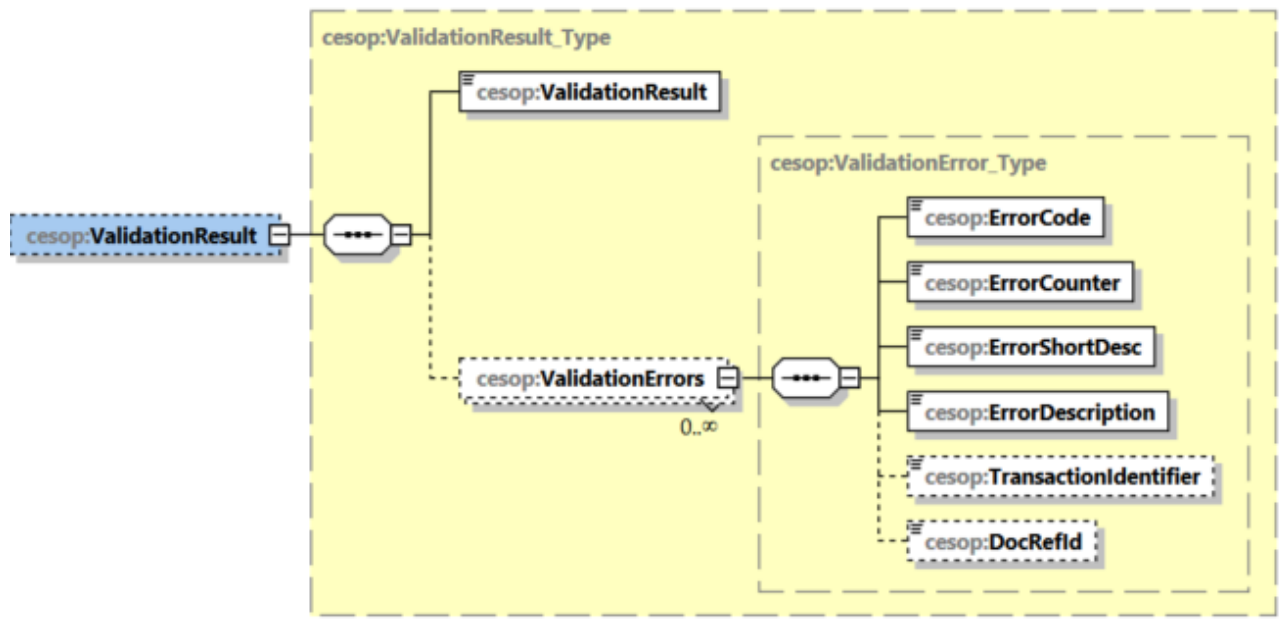 cesop:ValidationResult_Type
cesop:ValidationResult
cesop:ValidationError_Type
cesop:ErrorCode
cesop:ValidationResult
cesop:ErrorCounter
cesop:ErrorShortDesc
cesop:ValidationErrors
0..∞
cesop:ErrorDescription
cesop:TransactionIdentifier
cesop:DocRefId